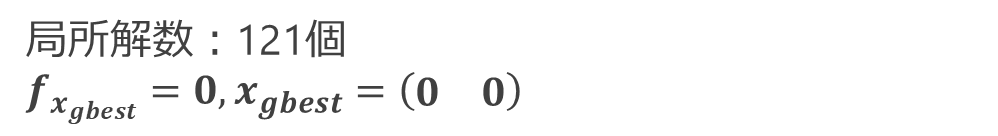 局所解数：121個
f_{x_{gbest}} = 0, x_{gbest} = (0 0)